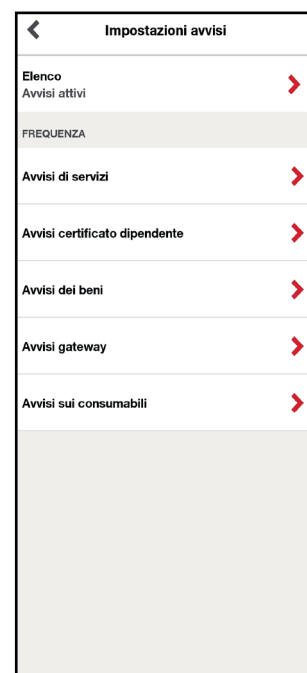 Impostazioni avvisi
Elenco
Avvisi attivi
FREQUENZA
Avvisi di servizi
Avvisi certificato dipendente
Avvisi dei beni
Avvisi gateway
Avvisi sui consumabili